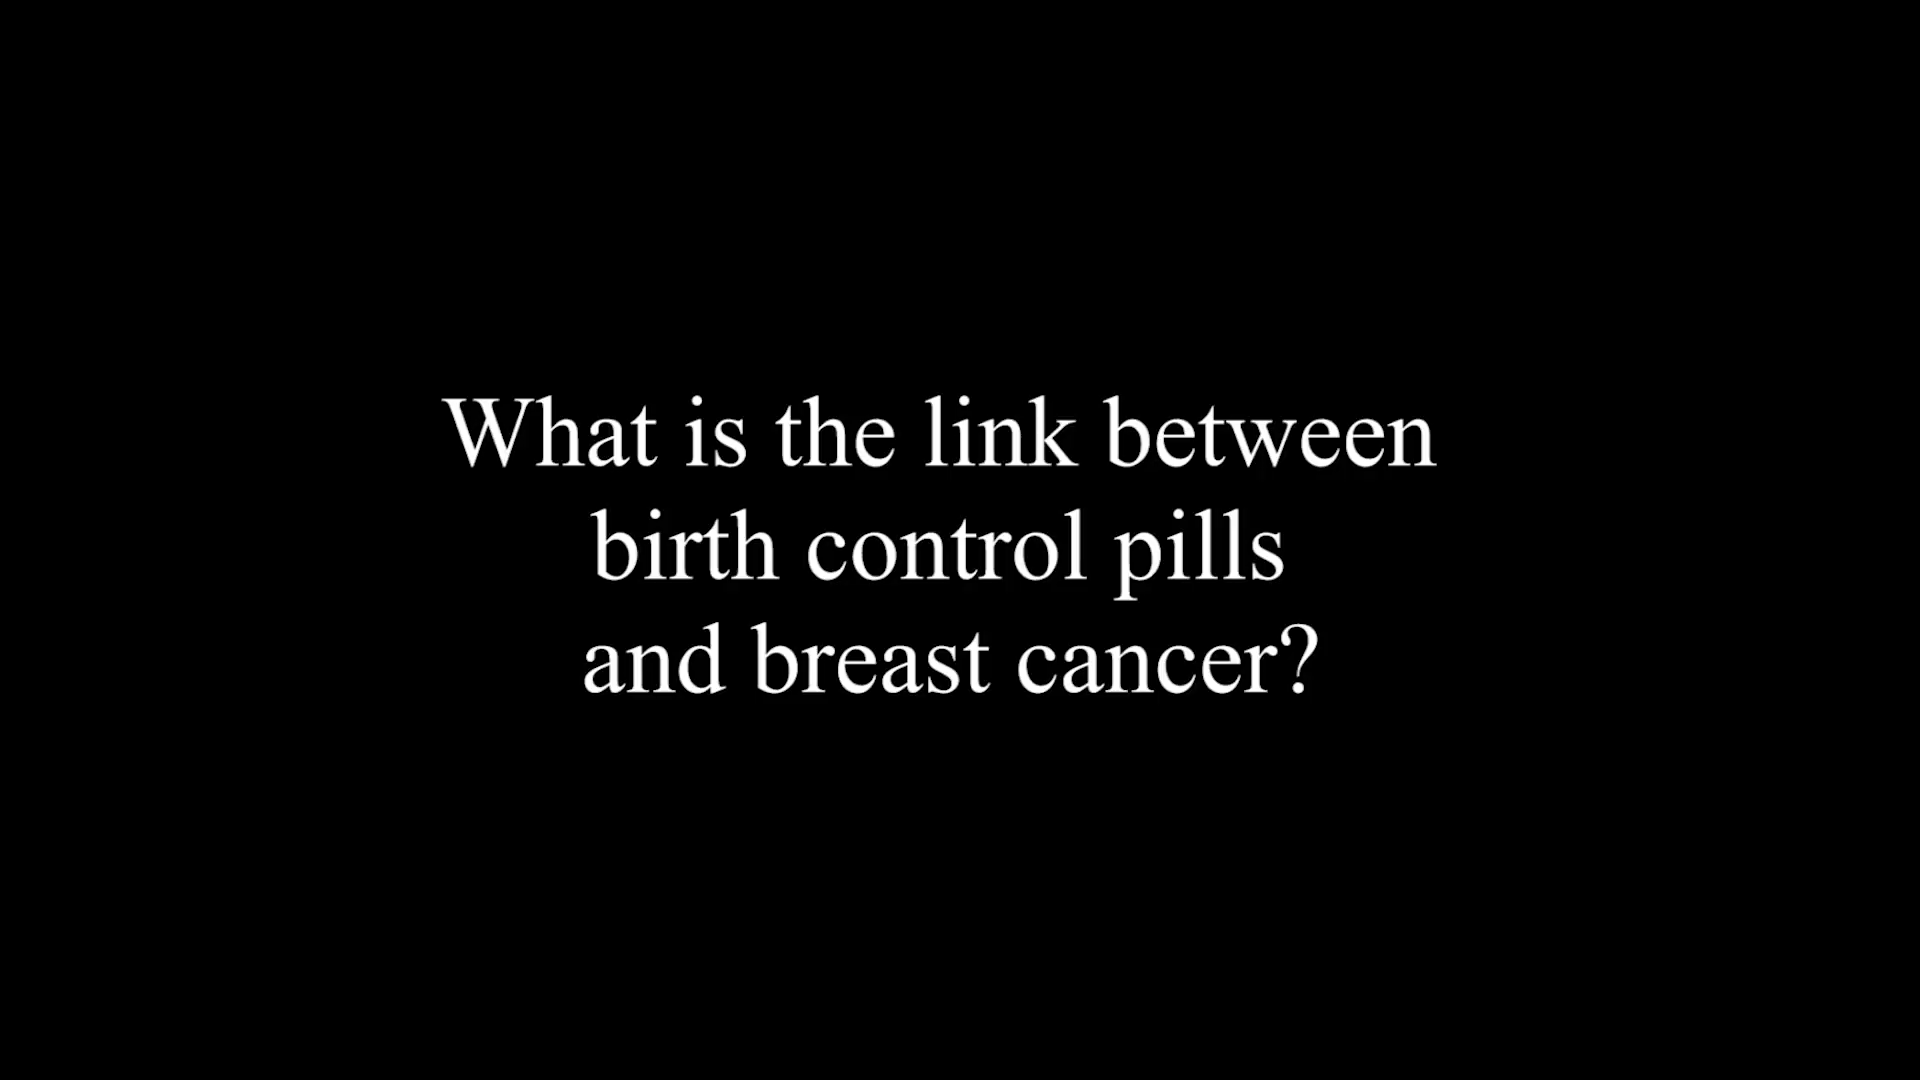 What is the link between
birth control pills
and breast cancer?